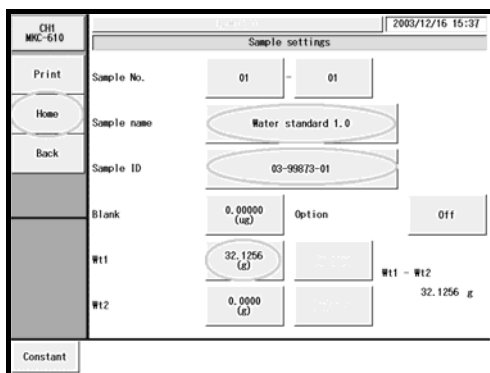 CH1
MKC-610
2003/12/16 15:37
Sample settings
Print
Home
Back
Constant
Sample No.
01 - 01
Sample name
Water standard 1.0
Sample ID
03-99873-01
Blank
0.00000
(ug)
Option
Off
Wt1
32.1256
(g)
Wt1 - Wt2
32.1256 g
Wt2
0.0000
(g)